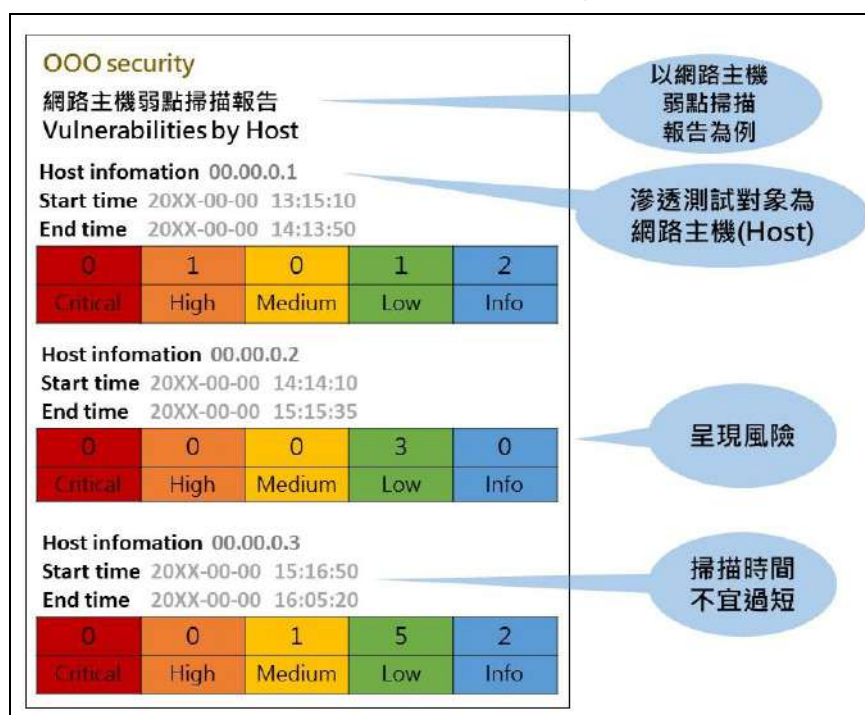 OOO security
網路主機弱點掃描報告
Vulnerabilities by Host
Host infomation 00.00.0.1
Start time 20XX-00-00 13:15:10
End time 20XX-00-00 14:13:50
0 1 0 1 2
Critical High Medium Low Info
Host infomation 00.00.0.2
Start time 20XX-00-00 14:14:10
End time 20XX-00-00 15:15:35
0 0 0 3 0
Critical High Medium Low Info
Host infomation 00.00.0.3
Start time 20XX-00-00 15:16:50
End time 20XX-00-00 16:05:20
0 0 1 5 2
Critical High Medium Low Info
以網路主機
弱點掃描
報告為例
滲透測試對象為
網路主機(Host)
呈現風險
掃描時間
不宜過短